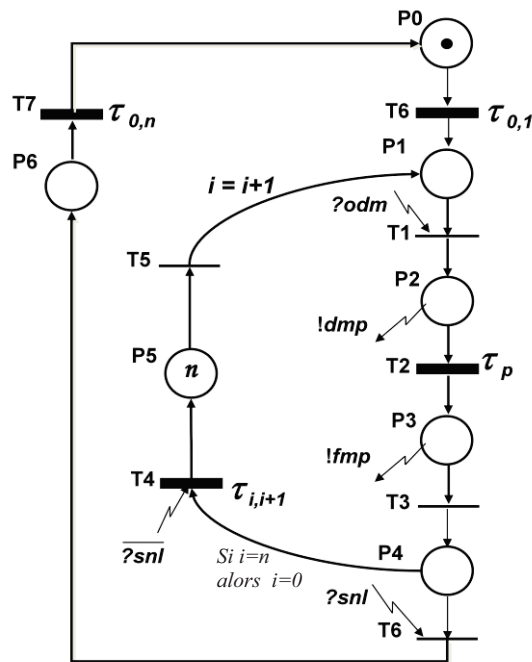 P0
T7
τ0,n
T6
τ0,1
P6
P1
i = i+1
?odm
T1
T5
P2
!dmp
P5
n
T2
τp
P3
!fmp
T4
τi,i+1
T3
?snl
Si i=n
alors i=0
P4
?snl
T6